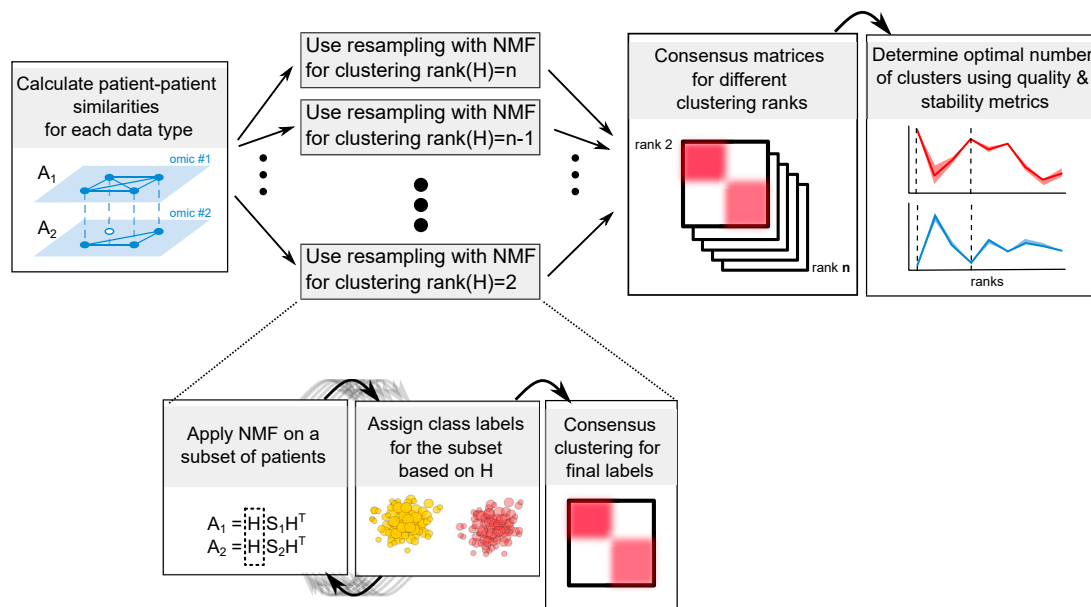 Calculate patient-patient
similarities
for each data type
A1
omic #1
A2
omic #2
Use resampling with NMF
for clustering rank(H)=n
Use resampling with NMF
for clustering rank(H)=n-1
Use resampling with NMF
for clustering rank(H)=2
Consensus matrices
for different
clustering ranks
rank 2
rank n
Determine optimal number
of clusters using quality &
stability metrics
ranks
Apply NMF on a
subset of patients
A1 = H S1HT
A2 = H S2HT
Assign class labels
for the subset
based on H
Consensus
clustering for
final labels